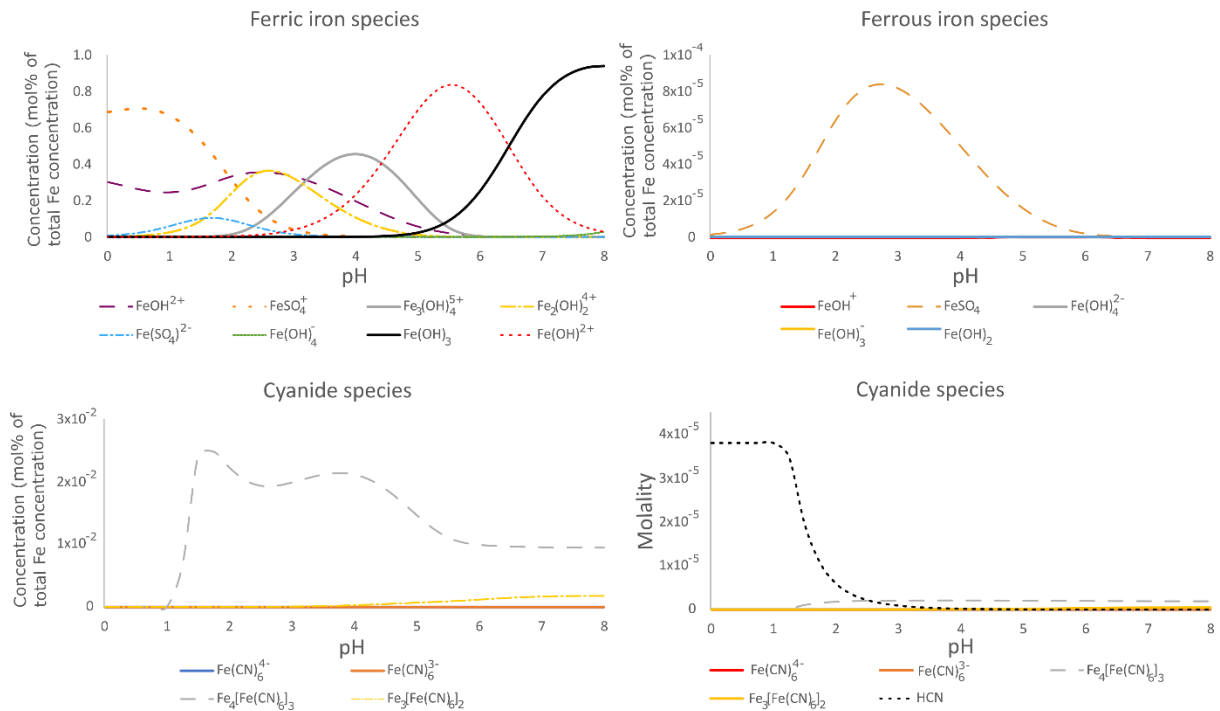 Ferric iron species
Concentration (mol% of
total Fe concentration)
1.0
0.8
0.6
0.4
0.2
0
0 1 2 3 4 5 6 7 8
pH
FeOH²⁺ FeSO₄⁺ Fe₃(OH)₄⁵⁺ Fe₂(OH)₂⁴⁺
Fe(SO₄)²⁻ Fe(OH)₄⁻ Fe(OH)₃ Fe(OH)²⁺
Ferrous iron species
Concentration (mol% of
total Fe concentration)
1x10⁻⁴
8x10⁻⁵
6x10⁻⁵
4x10⁻⁵
2x10⁻⁵
0
0 1 2 3 4 5 6 7 8
pH
FeOH⁺ FeSO₄ Fe(OH)₄²⁻
Fe(OH)₃⁻ Fe(OH)₂
Cyanide species
Concentration (mol% of
total Fe concentration)
3x10⁻²
2x10⁻²
1x10⁻²
0
0 1 2 3 4 5 6 7 8
pH
Fe(CN)₆⁴⁻ Fe(CN)₆³⁻
Fe₄[Fe(CN)₆]₃ Fe₃[Fe(CN)₆]₂
Cyanide species
Molality
4x10⁻⁵
3x10⁻⁵
2x10⁻⁵
1x10⁻⁵
0
0 1 2 3 4 5 6 7 8
pH
Fe(CN)₆⁴⁻ Fe(CN)₆³⁻ Fe₄[Fe(CN)₆]₃
Fe₃[Fe(CN)₆]₂ HCN